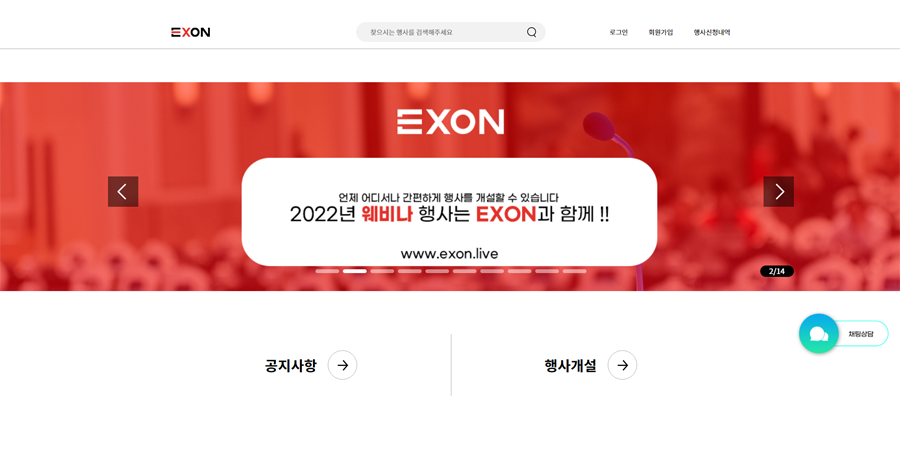 EXON
찾으시는 행사를 검색해주세요
로그인
회원가입
행사신청내역
EXON
언제 어디서나 간편하게 행사를 개설할 수 있습니다
2022년 웨비나 행사는 EXON과 함께 !!
www.exon.live
2/14
채팅상담
공지사항
행사개설